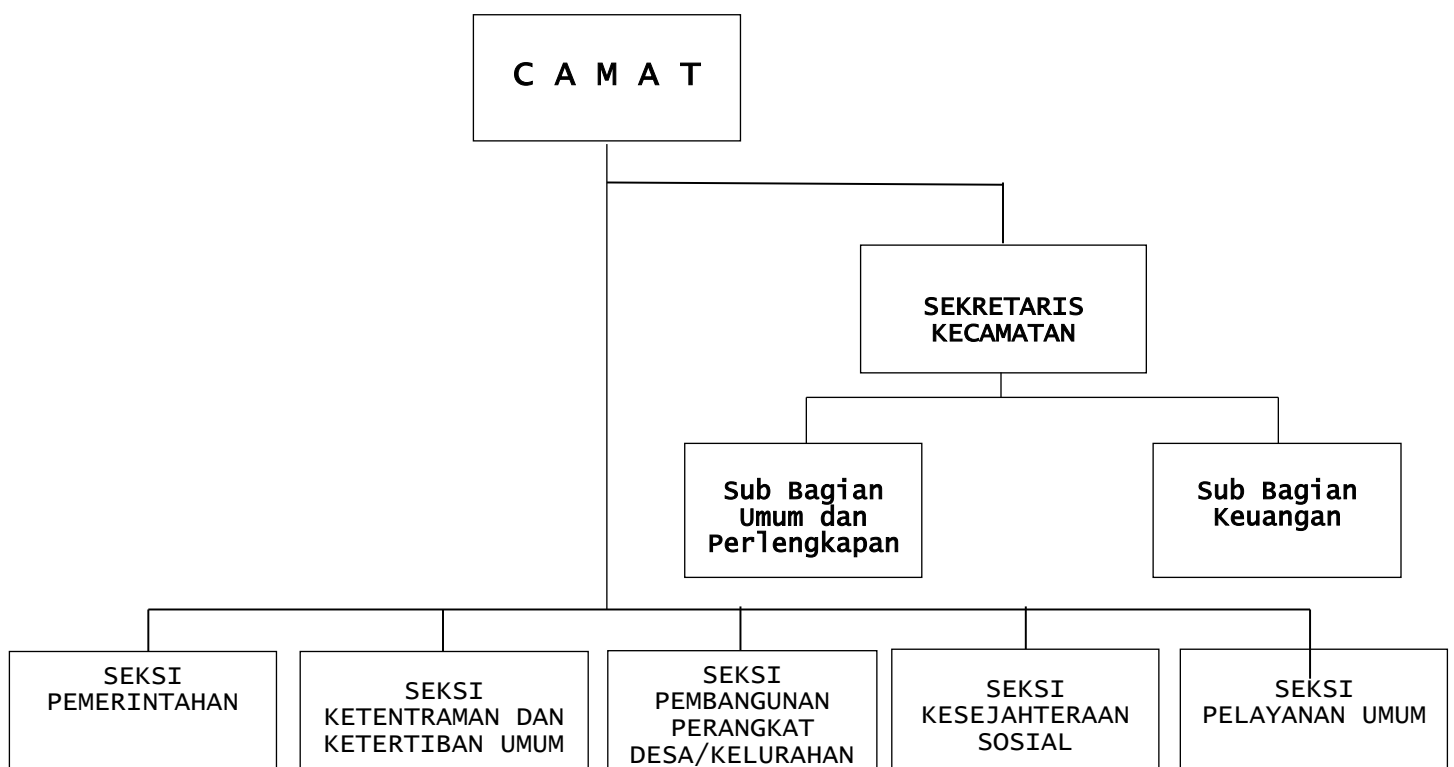 C A M A T
SEKRETARIS
KECAMATAN
Sub Bagian
Umum dan
Perlengkapan
Sub Bagian
Keuangan
SEKSI
PEMERINTAHAN
SEKSI
KETENTRAMAN DAN
KETERTIBAN UMUM
SEKSI
PEMBANGUNAN
PERANGKAT
DESA/KELURAHAN
SEKSI
KESEJAHTERAAN
SOSIAL
SEKSI
PELAYANAN UMUM